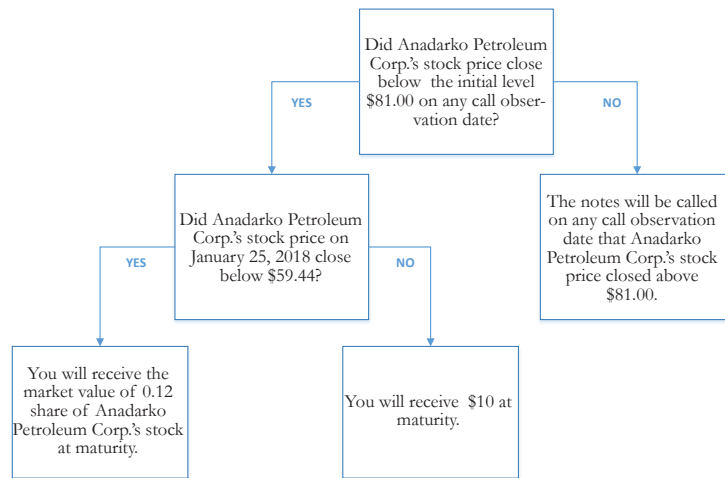 Did Anadarko Petroleum
Corp.'s stock price close
below the initial level
$81.00 on any call obser-
vation date?
YES
NO
Did Anadarko Petroleum
Corp.'s stock price on
January 25, 2018 close
below $59.44?
The notes will be called
on any call observation
date that Anadarko
Petroleum Corp.'s stock
price closed above
$81.00.
YES
NO
You will receive the
market value of 0.12
share of Anadarko
Petroleum Corp.'s stock
at maturity.
You will receive $10 at
maturity.